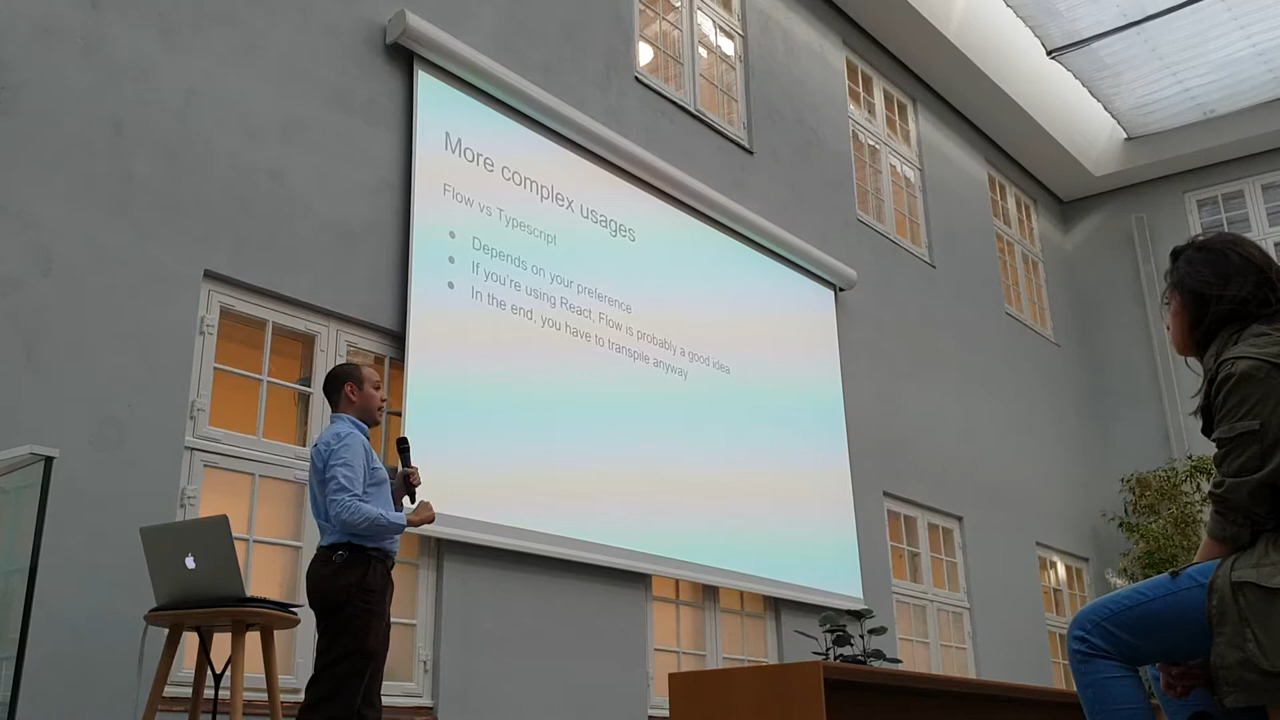 More complex usages
Flow vs Typescript
Depends on your preference
If you're using React, Flow is probably a good idea
In the end, you have to transpile anyway